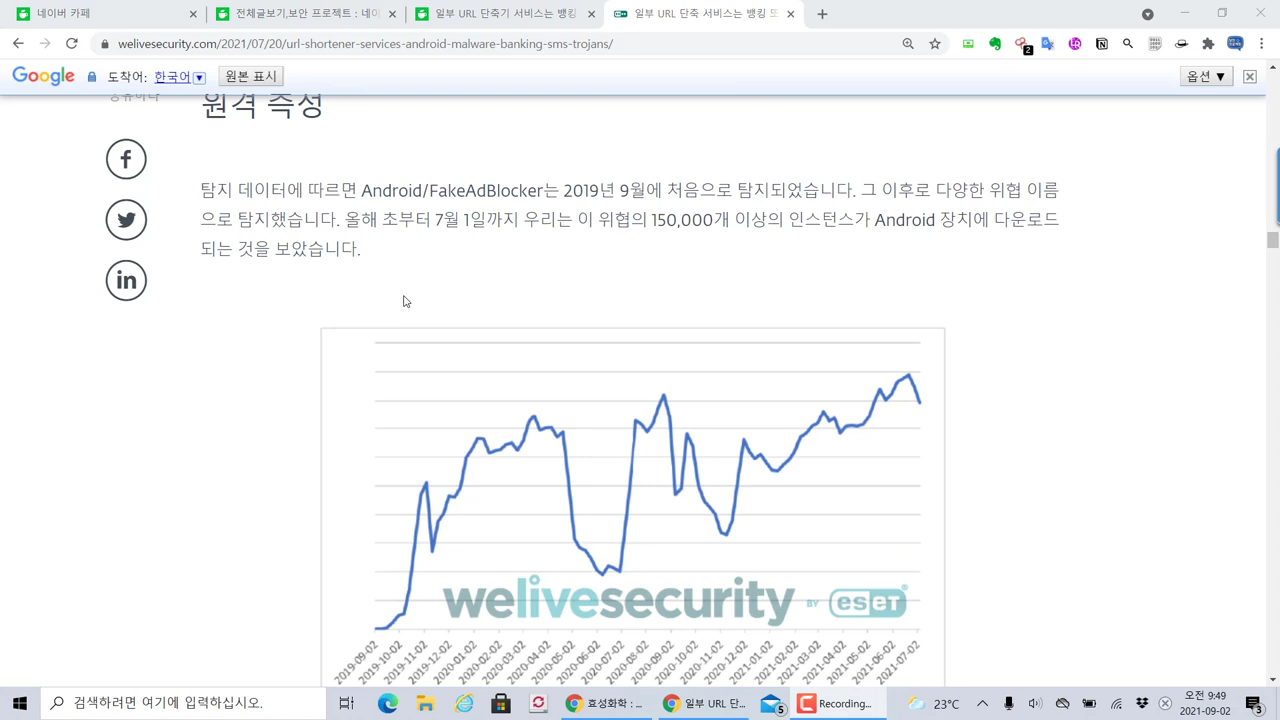 네이버 카페
전체글보기,보안 프로젝트 : 네이
일부 URL 단축기 서비스는 뱅킹
일부 URL 단축 서비스는 뱅킹 또
welivesecurity.com/2021/07/20/url-shortener-services-android-malware-banking-sms-trojans/
2
Google 도착어: 한국어 원본 표시 옵션 ▼
공유하다
원격 측정
탐지 데이터에 따르면 Android/FakeAdBlocker는 2019년 9월에 처음으로 탐지되었습니다. 그 이후로 다양한 위협 이름
으로 탐지했습니다. 올해 초부터 7월 1일까지 우리는 이 위협의 150,000개 이상의 인스턴스가 Android 장치에 다운로드
되는 것을 보았습니다.
welivesecurity BY eset®
2019-09-02
2019-10-02
2019-11-02
2019-12-02
2020-01-02
2020-02-02
2020-03-02
2020-04-02
2020-05-02
2020-06-02
2020-07-02
2020-08-02
2020-09-02
2020-10-02
2020-11-02
2020-12-02
2021-01-02
2021-02-02
2021-03-02
2021-04-02
2021-05-02
2021-06-02
2021-07-02
검색하려면 여기에 입력하십시오.
효성화학 : ...
일부 URL 단...
5
Recording...
23°C
오전 9:49
2021-09-02
3